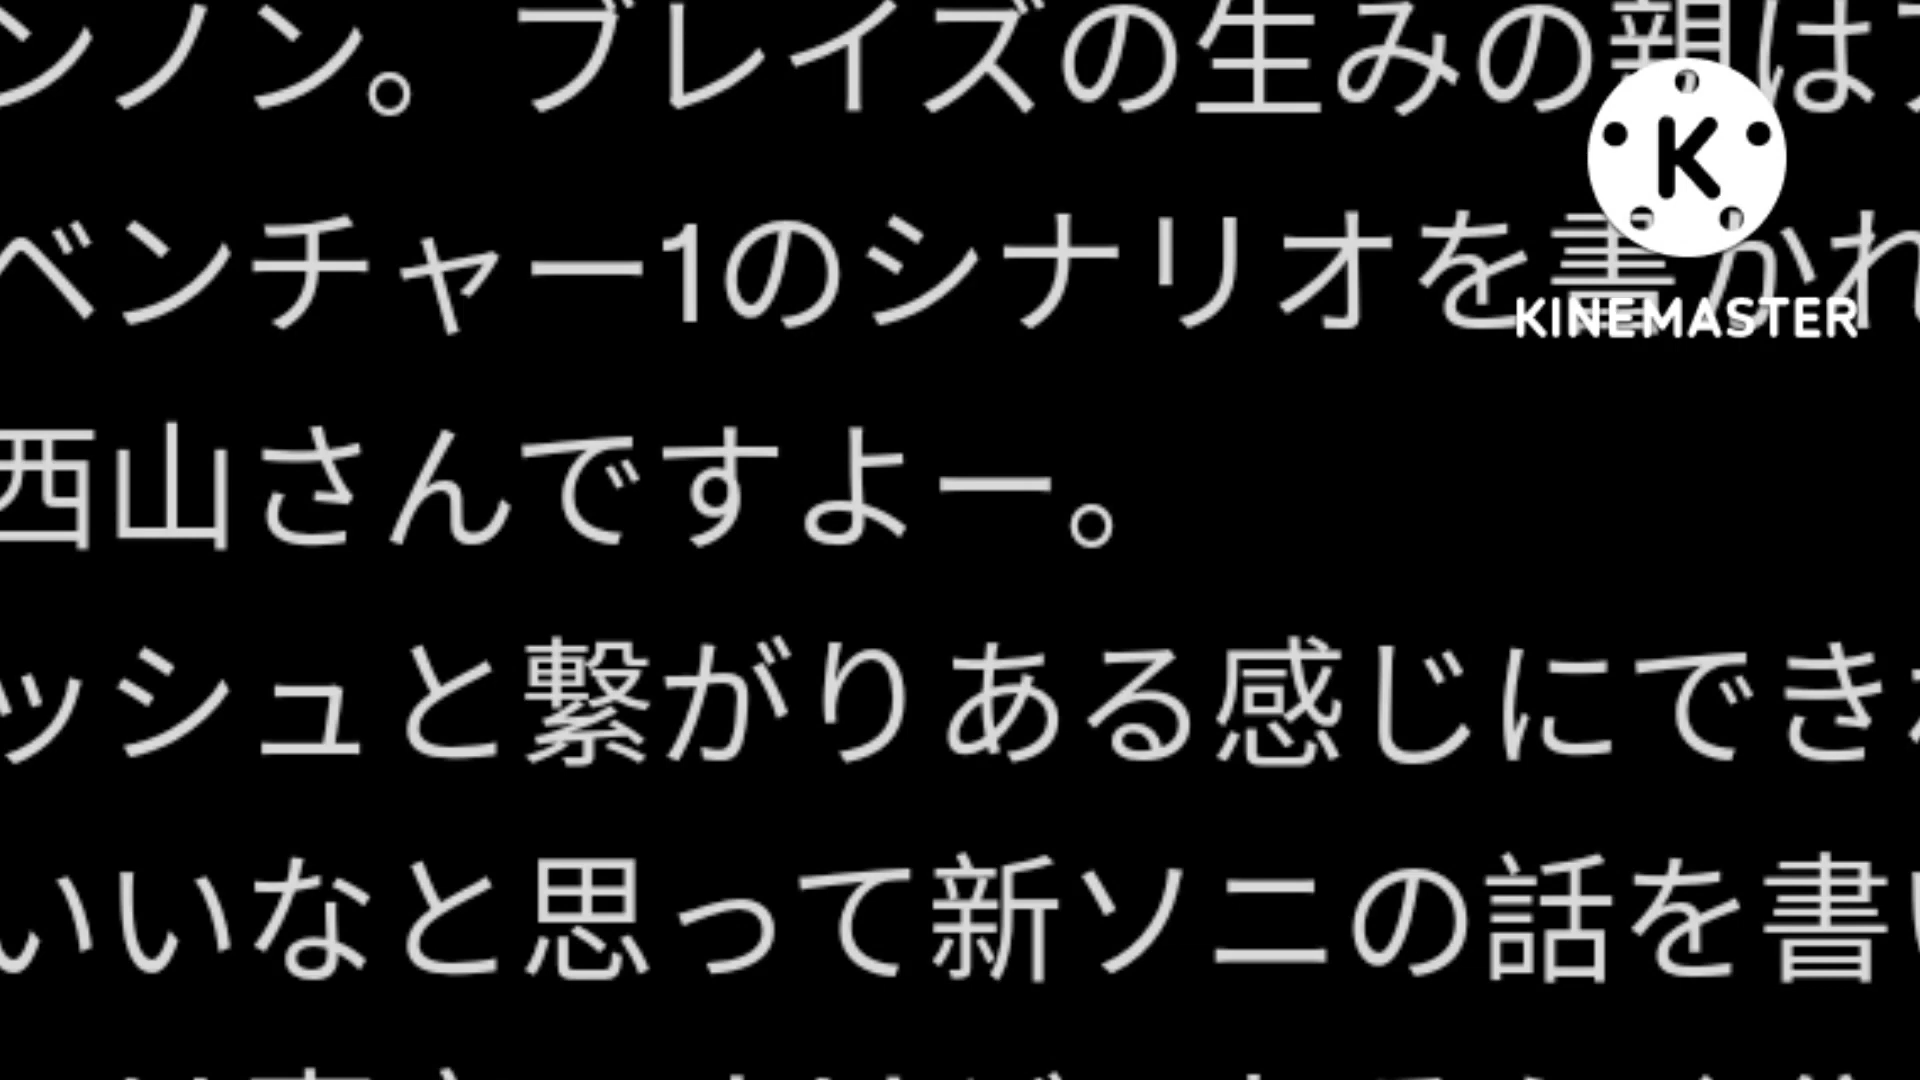 ンノン。ブレイズの生みの親は
ベンチャー1のシナリオを書かれ
KINEMASTER
西山さんですよー。
ッシュと繋がりある感じにでき
いいなと思って新ソニの話を書い